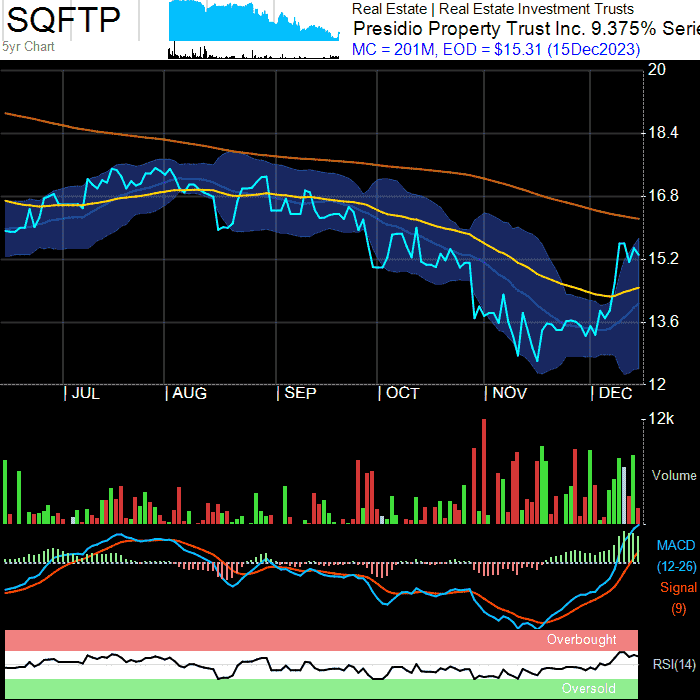 SQFTP
5yr Chart
Real Estate | Real Estate Investment Trusts
Presidio Property Trust Inc. 9.375% Serie
MC = 201M, EOD = $15.31 (15Dec2023)
20
18.4
16.8
15.2
13.6
12
| JUL | AUG | SEP | OCT | NOV | DEC
12k
Volume
MACD
(12-26)
Signal
(9)
Overbought
RSI(14)
Oversold